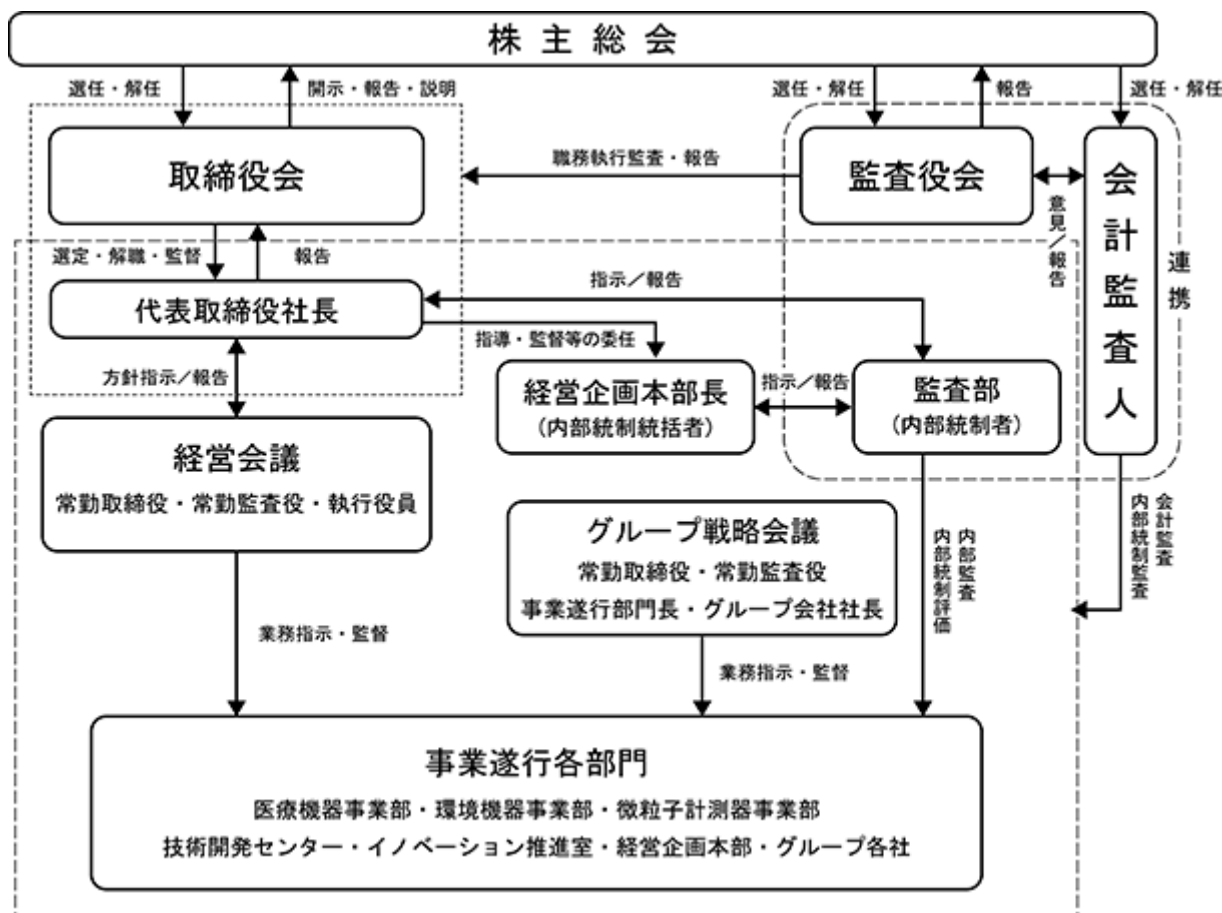 株主総会
選任・解任
開示・報告・説明
選任・解任
報告
選任・解任
取締役会
職務執行監査・報告
監査役会
会計監査人
意見／報告
連携
選定・解職・監督
報告
代表取締役社長
指示／報告
指導・監督等の委任
方針指示／報告
経営企画本部長
（内部統制統括者）
指示／報告
監査部
（内部統制者）
経営会議
常勤取締役・常勤監査役・執行役員
グループ戦略会議
常勤取締役・常勤監査役
事業遂行部門長・グループ会社社長
内部監査
内部統制評価
会計監査
内部統制監査
業務指示・監督
業務指示・監督
事業遂行各部門
医療機器事業部・環境機器事業部・微粒子計測器事業部
技術開発センター・イノベーション推進室・経営企画本部・グループ各社